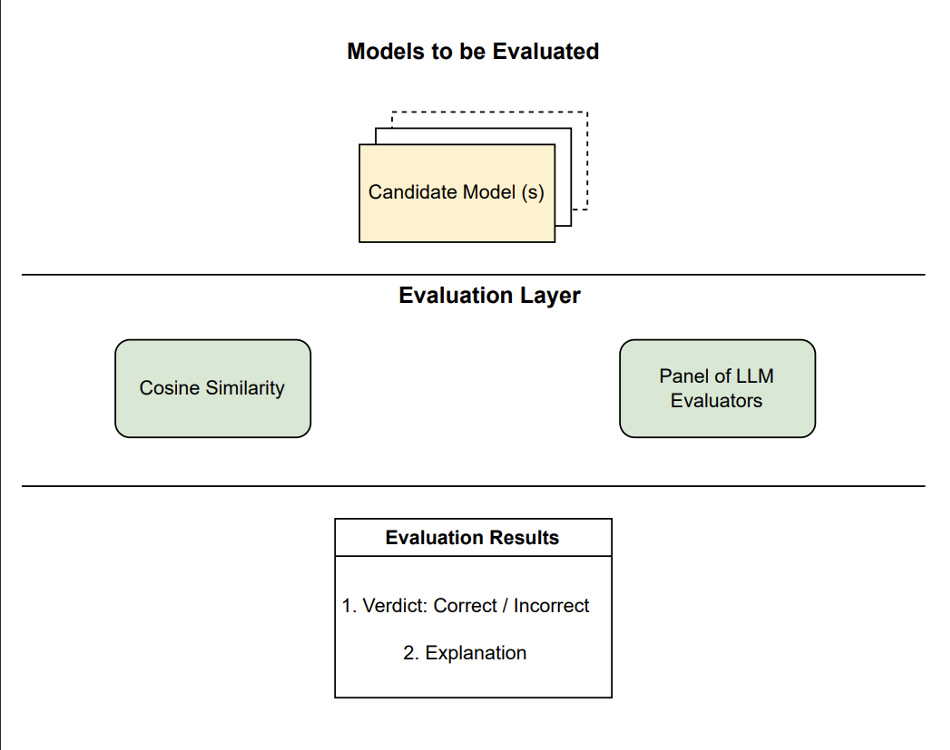 Models to be Evaluated
Candidate Model (s)
Evaluation Layer
Cosine Similarity
Panel of LLM
Evaluators
Evaluation Results
1. Verdict: Correct / Incorrect
2. Explanation